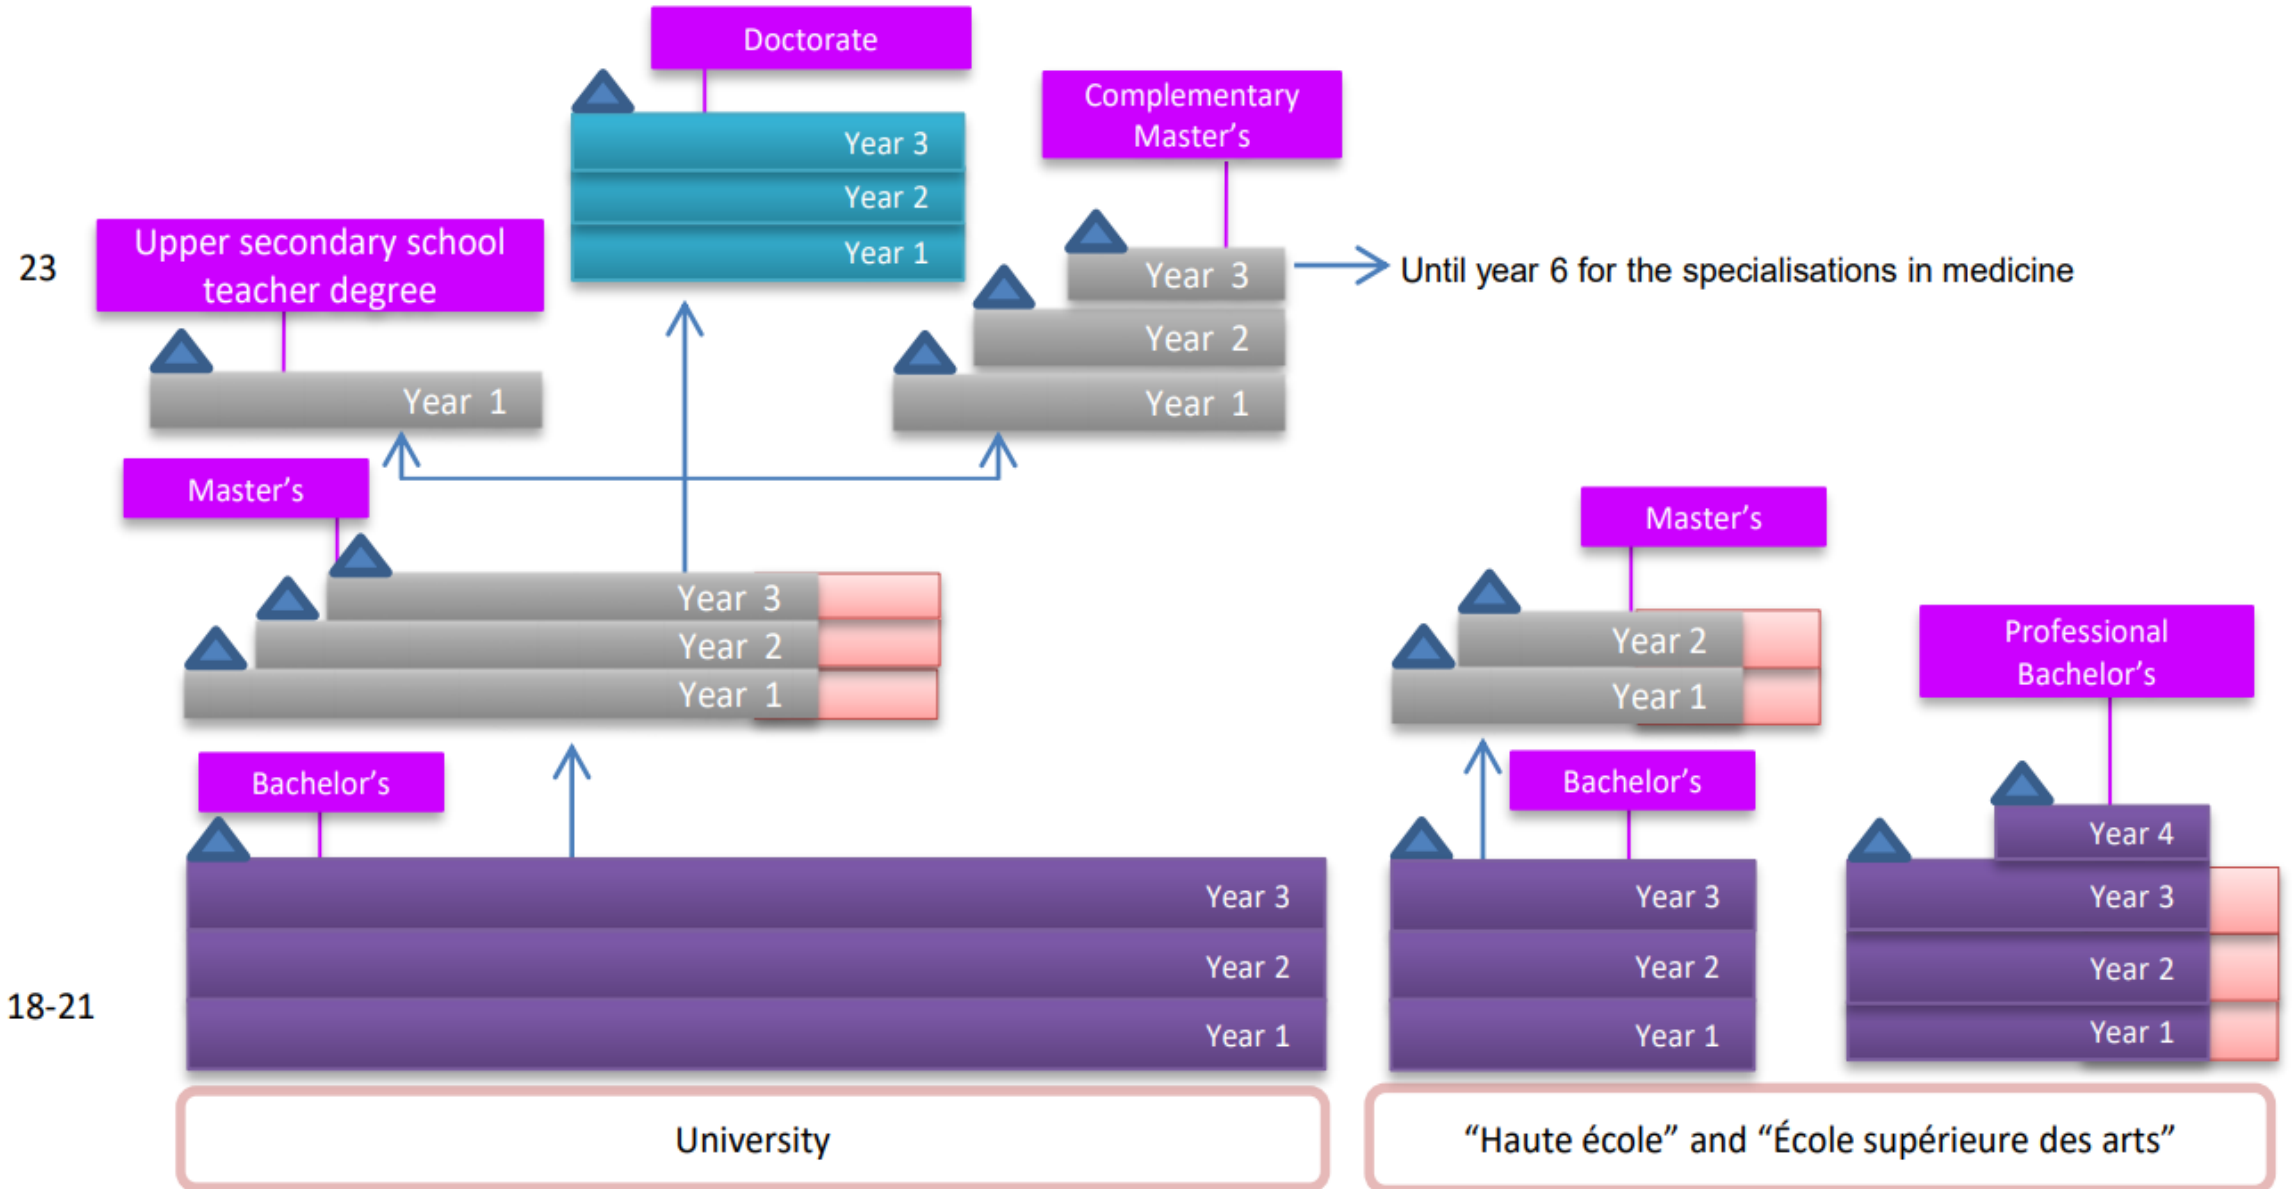 Doctorate
Complementary
Master's
Year 3
Year 2
Year 1
23
Upper secondary school
teacher degree
Year 3
Until year 6 for the specialisations in medicine
Year 2
Year 1
Year 1
Master's
Year 3
Year 2
Year 1
Master's
Year 2
Year 1
Professional
Bachelor's
Bachelor's
Year 3
Year 2
Year 1
Bachelor's
Year 3
Year 2
Year 1
Year 4
Year 3
Year 2
Year 1
18-21
University
“Haute école” and “École supérieure des arts”